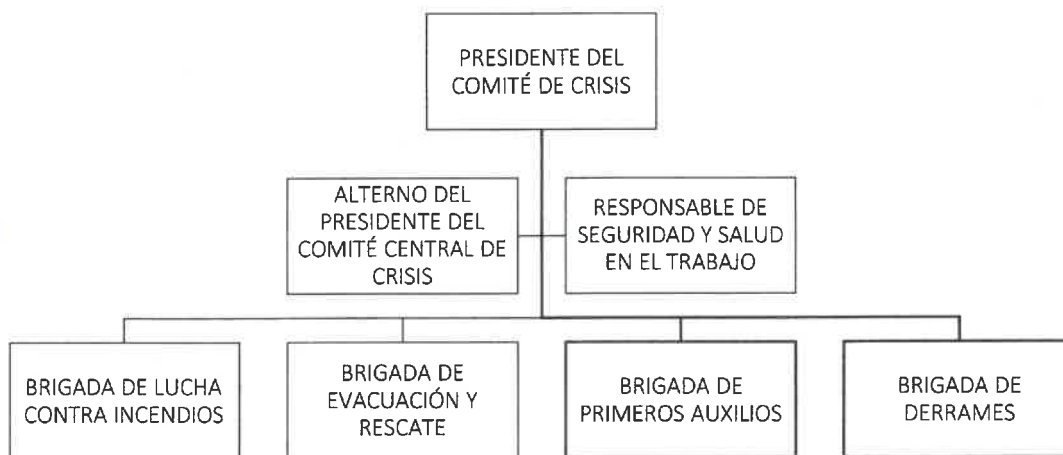 PRESIDENTE DEL
COMITÉ DE CRISIS
ALTERNO DEL
PRESIDENTE DEL
COMITÉ CENTRAL DE
CRISIS
RESPONSABLE DE
SEGURIDAD Y SALUD
EN EL TRABAJO
BRIGADA DE LUCHA
CONTRA INCENDIOS
BRIGADA DE
EVACUACIÓN Y
RESCATE
BRIGADA DE
PRIMEROS AUXILIOS
BRIGADA DE
DERRAMES